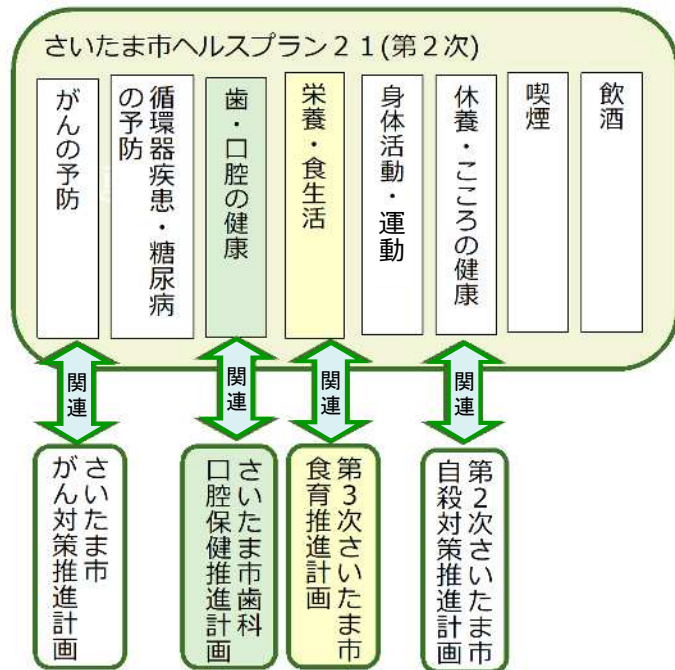 さいたま市ヘルスプラン２１(第２次)
がんの予防
循環器疾患・糖尿病
の予防
歯・口腔の健康
栄養・食生活
身体活動・運動
休養・こころの健康
喫煙
飲酒
関連
関連
関連
関連
さいたま市
がん対策推進計画
さいたま市歯科
口腔保健推進計画
第３次さいたま市
食育推進計画
第２次さいたま市
自殺対策推進計画